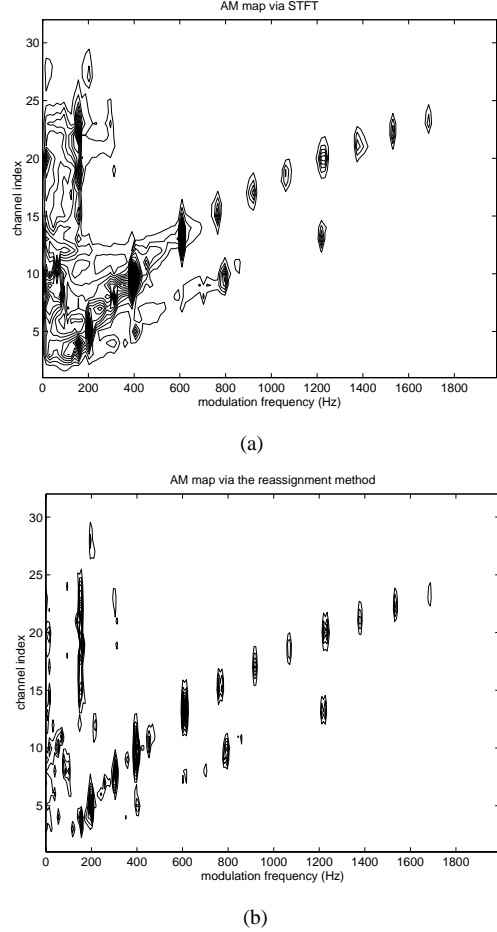 AM map via STFT
30
25
20
15
10
5
channel index
0 200 400 600 800 1000 1200 1400 1600 1800
modulation frequency (Hz)
(a)
AM map via the reassignment method
30
25
20
15
10
5
channel index
0 200 400 600 800 1000 1200 1400 1600 1800
modulation frequency (Hz)
(b)